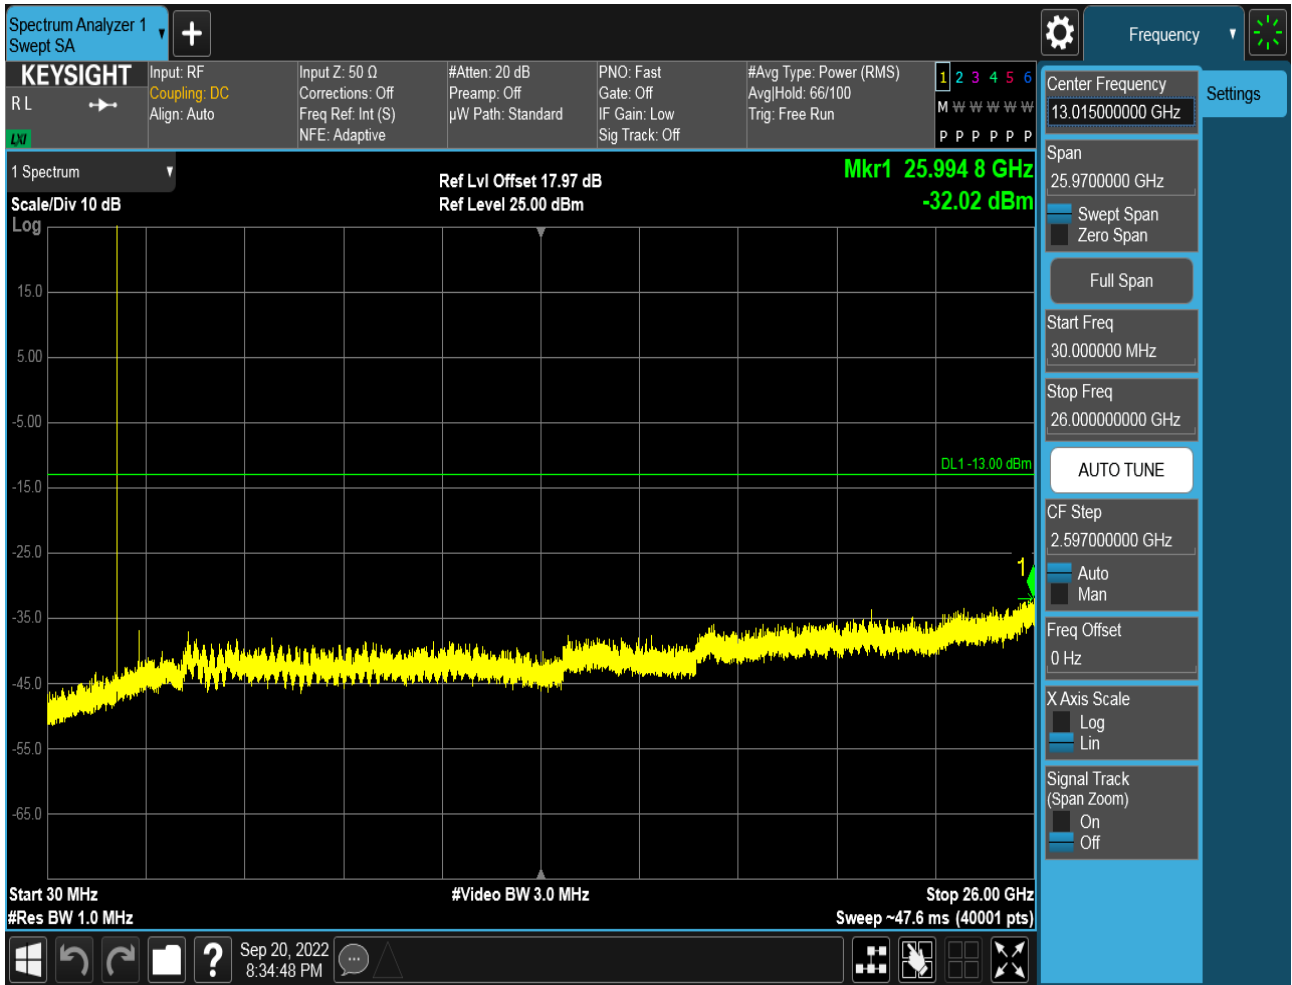 Spectrum Analyzer 1
Swept SA
Frequency
KEYSIGHT
R L
LXI
Input: RF
Coupling: DC
Align: Auto
Input Z: 50 Ω
Corrections: Off
Freq Ref: Int (S)
NFE: Adaptive
#Atten: 20 dB
Preamp: Off
µW Path: Standard
PNO: Fast
Gate: Off
IF Gain: Low
Sig Track: Off
#Avg Type: Power (RMS)
Avg|Hold: 66/100
Trig: Free Run
1 2 3 4 5 6
M W W W W W
P P P P P P
1 Spectrum
Scale/Div 10 dB
Log
Ref Lvl Offset 17.97 dB
Ref Level 25.00 dBm
Mkr1 25.994 8 GHz
-32.02 dBm
15.0
5.00
-5.00
-15.0
-25.0
-35.0
-45.0
-55.0
-65.0
DL1 -13.00 dBm
1
Start 30 MHz
#Res BW 1.0 MHz
#Video BW 3.0 MHz
Stop 26.00 GHz
Sweep ~47.6 ms (40001 pts)
Center Frequency
13.015000000 GHz
Settings
Span
25.9700000 GHz
Swept Span
Zero Span
Full Span
Start Freq
30.000000 MHz
Stop Freq
26.000000000 GHz
AUTO TUNE
CF Step
2.597000000 GHz
Auto
Man
Freq Offset
0 Hz
X Axis Scale
Log
Lin
Signal Track
(Span Zoom)
On
Off
?
Sep 20, 2022
8:34:48 PM